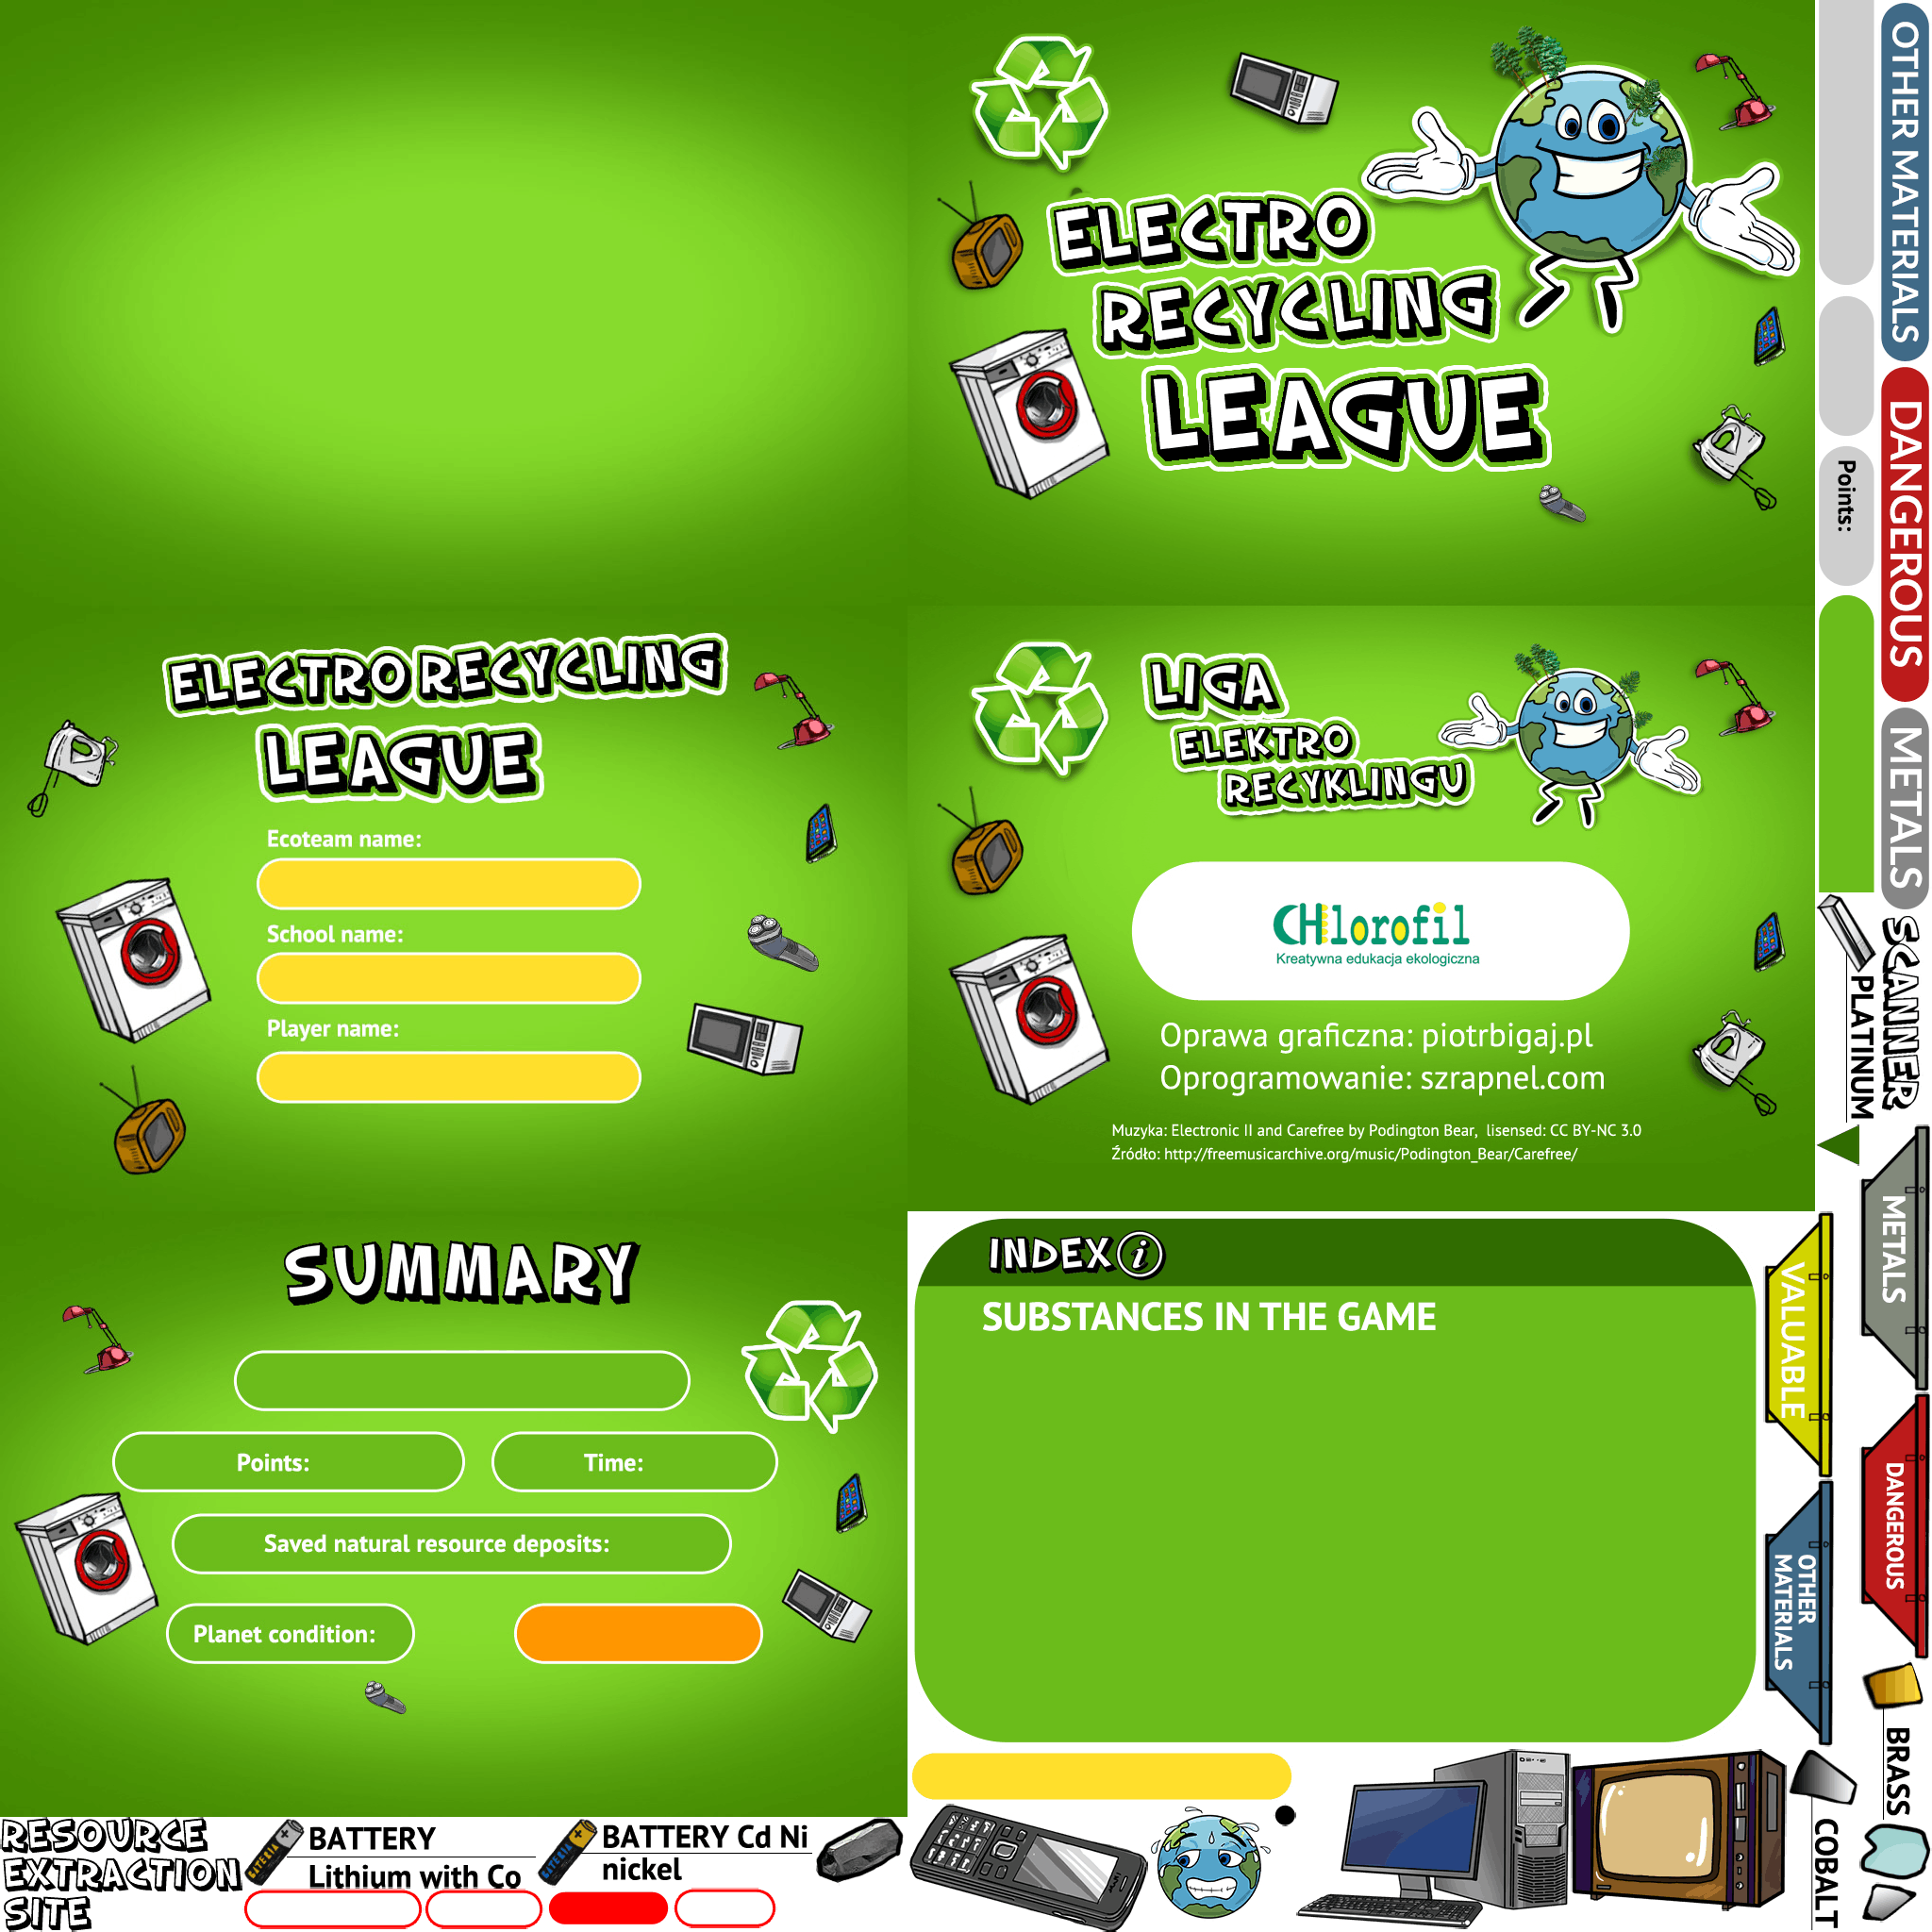 ELECTRO
RECYCLING
LEAGUE
OTHER MATERIALS
DANGEROUS
METALS
Points:
SCANNER
PLATINUM
ELECTRORECYCLING
LEAGUE
Ecoteam name:
School name:
Player name:
LIGA
ELEKTRO
RECYKLINGU
CHlorofil
Kreatywna edukacja ekologiczna
Oprawa graficzna: piotrbigaj.pl
Oprogramowanie: szrapnel.com
Muzyka: Electronic II and Carefree by Podington Bear, lisensed: CC BY-NC 3.0
Źródło: http://freemusicarchive.org/music/Podington_Bear/Carefree/
SUMMARY
Points:
Time:
Saved natural resource deposits:
Planet condition:
INDEX i
SUBSTANCES IN THE GAME
METALS
VALUABLE
DANGEROUS
OTHER
MATERIALS
BRASS
COBALT
RESOURCE
EXTRACTION
SITE
BATTERY
Lithium with Co
BATTERY Cd Ni
nickel